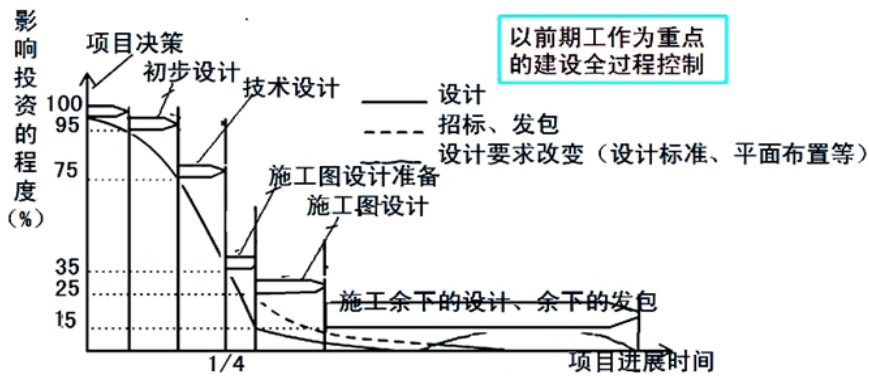 影响投资的程度(%)
项目决策
初步设计
技术设计
以前期工作为重点
的建设全过程控制
设计
招标、发包
设计要求改变（设计标准、平面布置等）
施工图设计准备
施工图设计
施工余下的设计、余下的发包
100
95
75
35
25
15
1/4
项目进展时间